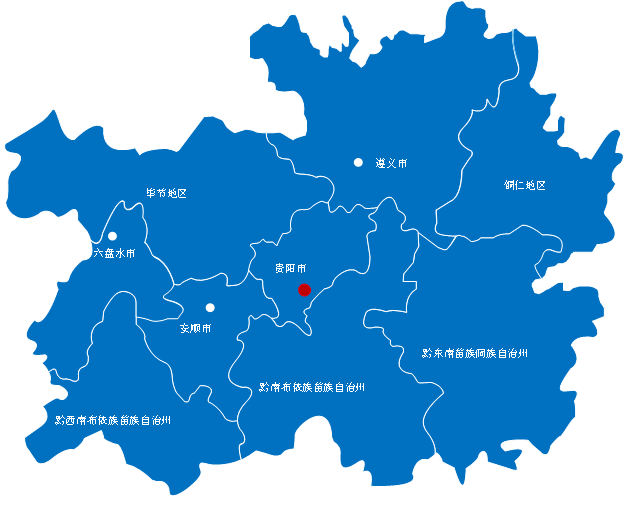 遵义市
铜仁地区
毕节地区
六盘水市
贵阳市
安顺市
黔东南苗族侗族自治州
黔南布依族苗族自治州
黔西南布依族苗族自治州